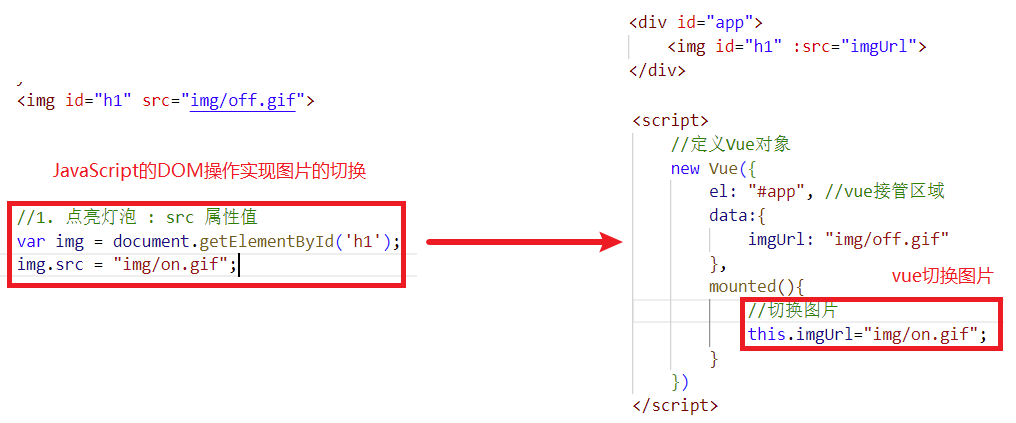 <img id="h1" src="img/off.gif">
JavaScript的DOM操作实现图片的切换
//1. 点亮灯泡 : src 属性值
var img = document.getElementById('h1');
img.src = "img/on.gif";
<div id="app">
<img id="h1" :src="imgUrl">
</div>
<script>
//定义Vue对象
new Vue({
el: "#app", //vue接管区域
data:{
imgUrl: "img/off.gif"
},
vue切换图片
mounted(){
//切换图片
this.imgUrl="img/on.gif";
}
})
</script>